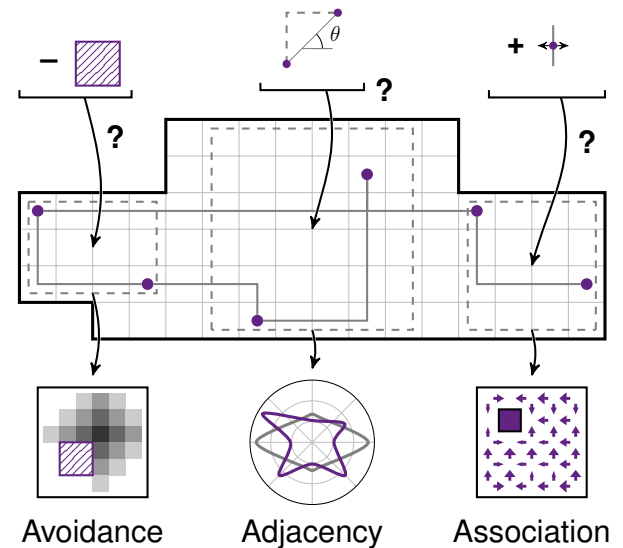 θ
− +
?
? ?
Avoidance Adjacency Association